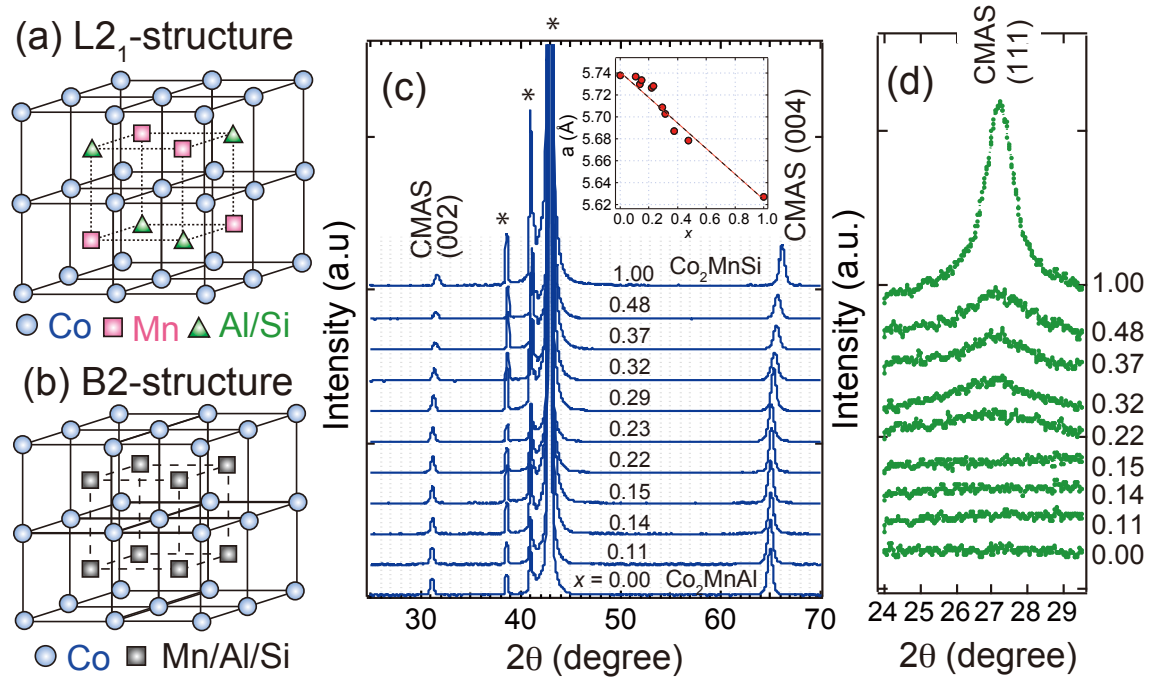 (a) L2₁-structure
Co Mn Al/Si
(b) B2-structure
Co Mn/Al/Si
(c)
Intensity (a.u)
CMAS
(002)
*
*
*
CMAS (004)
a (Å)
5.74
5.72
5.70
5.68
5.66
5.64
5.62
0.0 0.2 0.4 0.6 0.8 1.0
x
1.00 Co₂MnSi
0.48
0.37
0.32
0.29
0.23
0.22
0.15
0.14
0.11
x = 0.00 Co₂MnAl
30 40 50 60 70
2θ (degree)
(d)
CMAS
(111)
Intensity (a.u.)
1.00
0.48
0.37
0.32
0.22
0.15
0.14
0.11
0.00
24 25 26 27 28 29
2θ (degree)